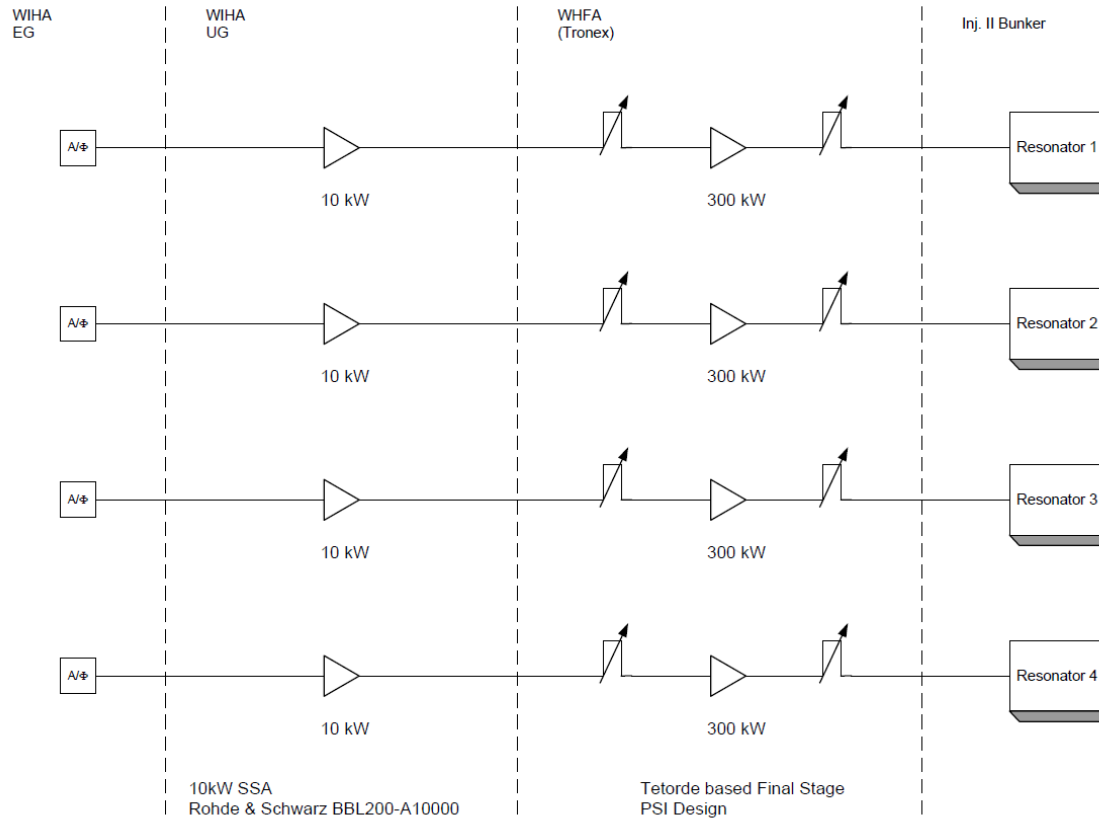 WIHA
EG
WIHA
UG
WHFA
(Tronex)
Inj. II Bunker
A/Φ
10 kW
300 kW
Resonator 1
A/Φ
10 kW
300 kW
Resonator 2
A/Φ
10 kW
300 kW
Resonator 3
A/Φ
10 kW
300 kW
Resonator 4
10kW SSA
Rohde & Schwarz BBL200-A10000
Tetorde based Final Stage
PSI Design